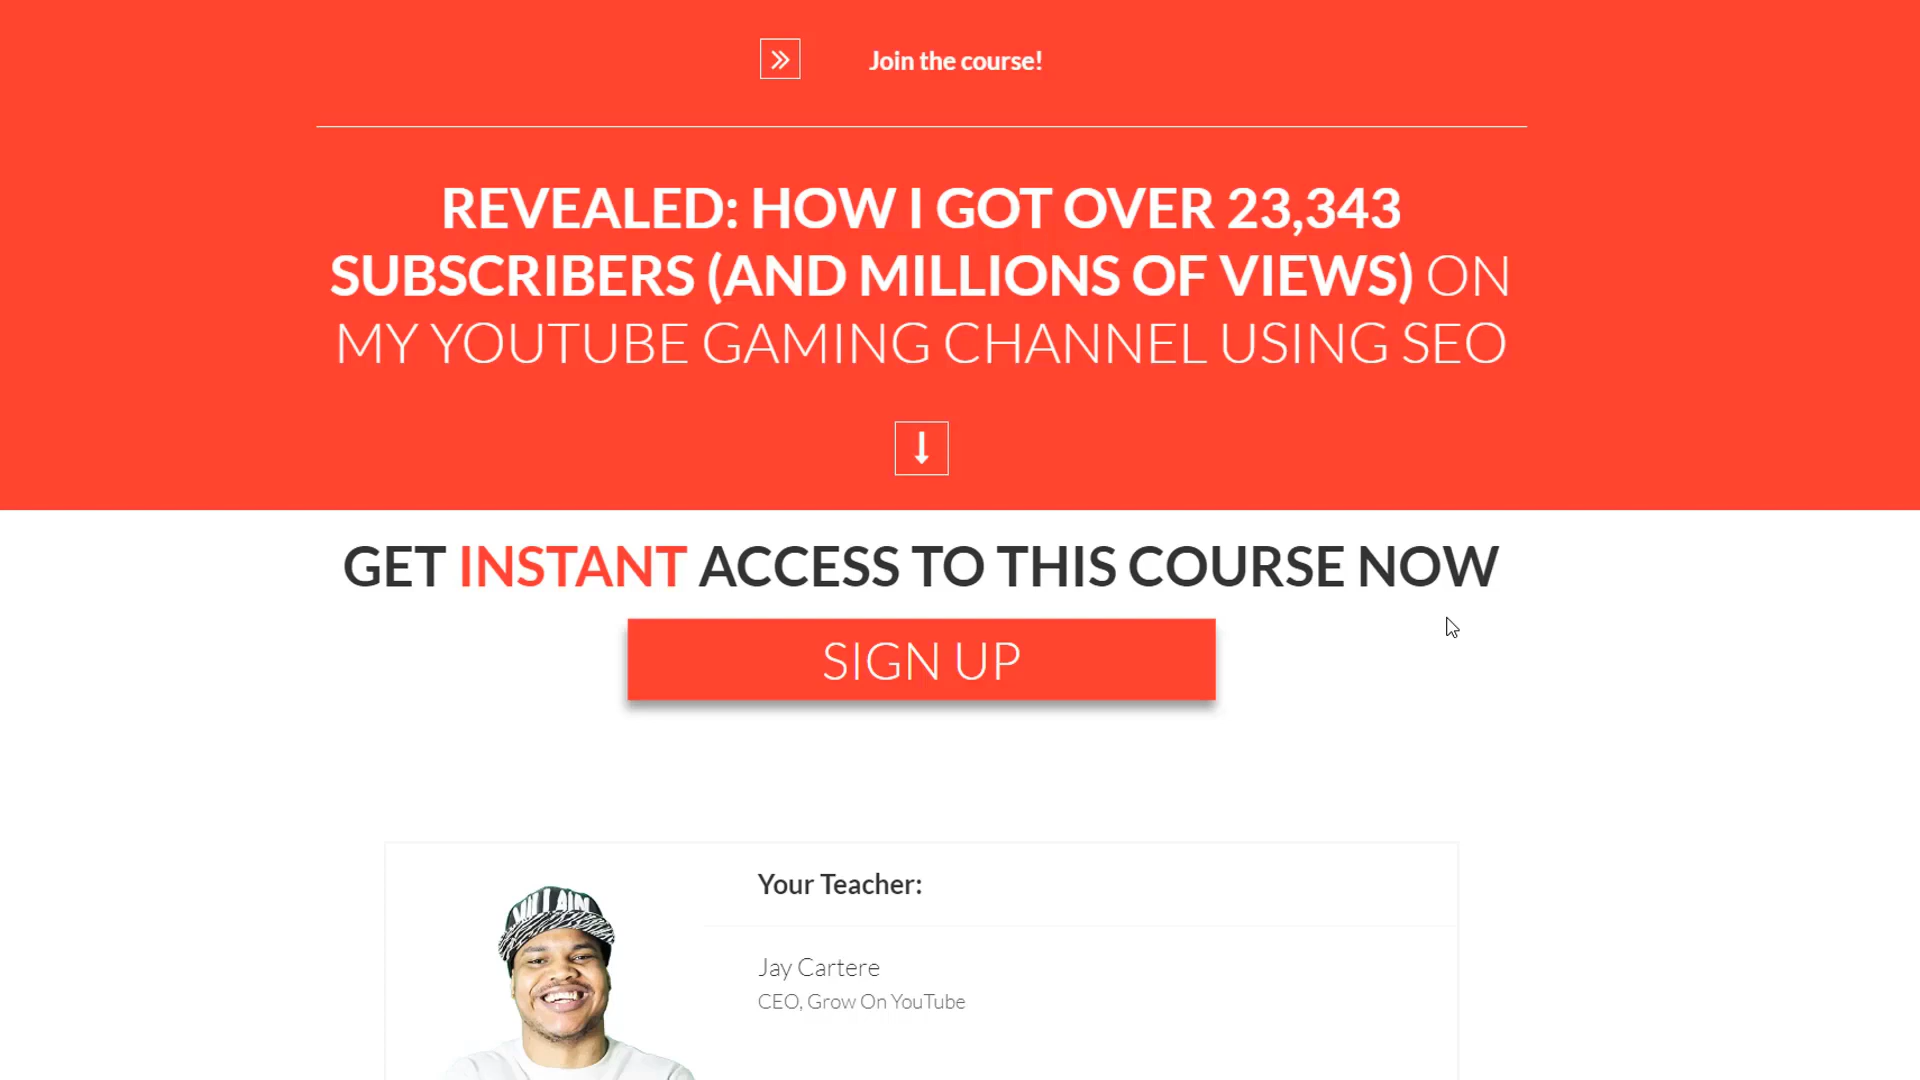 Join the course!
REVEALED: HOW I GOT OVER 23,343
SUBSCRIBERS (AND MILLIONS OF VIEWS) ON
MY YOUTUBE GAMING CHANNEL USING SEO
GET INSTANT ACCESS TO THIS COURSE NOW
SIGN UP
Your Teacher:
Jay Cartere
CEO, Grow On YouTube